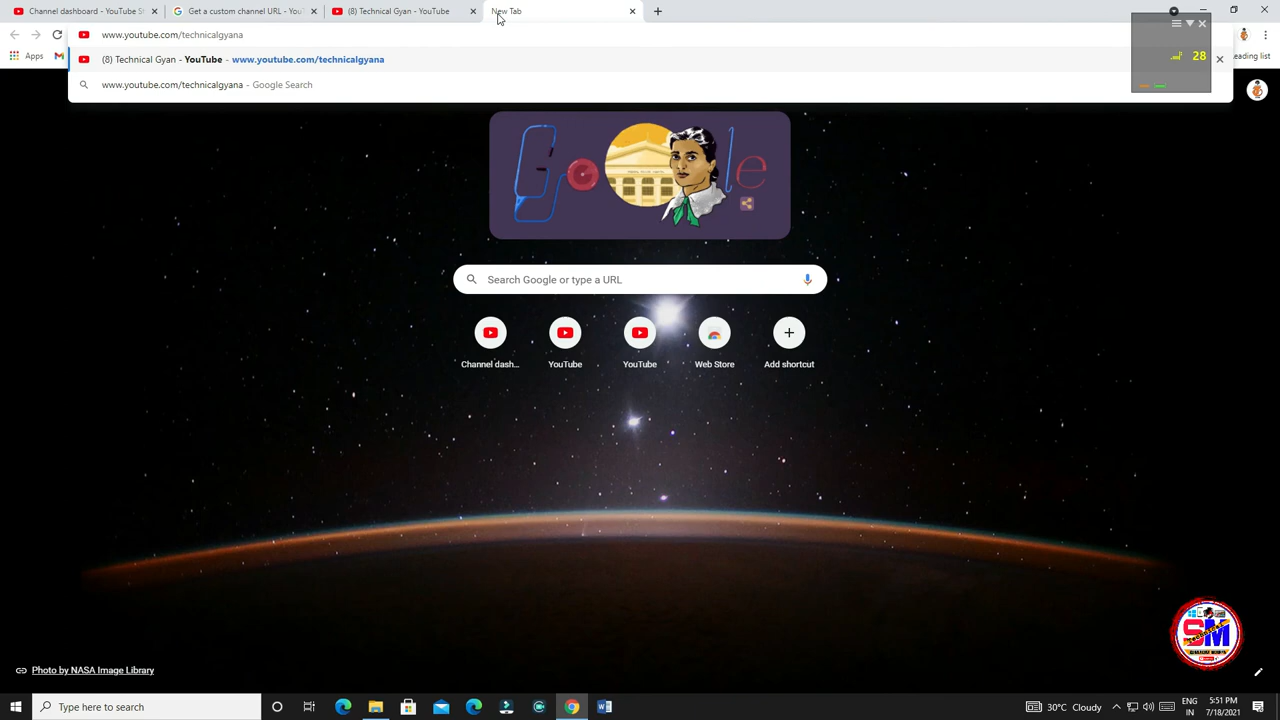 Channel dashboard - YouTube S
Get a custom channel URL - You
(8) Technical Gyan - YouTube
New Tab
www.youtube.com/technicalgyana
(8) Technical Gyan - YouTube - www.youtube.com/technicalgyana
www.youtube.com/technicalgyana - Google Search
28
Apps
eading list
Search Google or type a URL
Channel dash...
YouTube
YouTube
Web Store
Add shortcut
SM
Photo by NASA Image Library
Type here to search
30°C Cloudy
ENG
IN
5:51 PM
7/18/2021